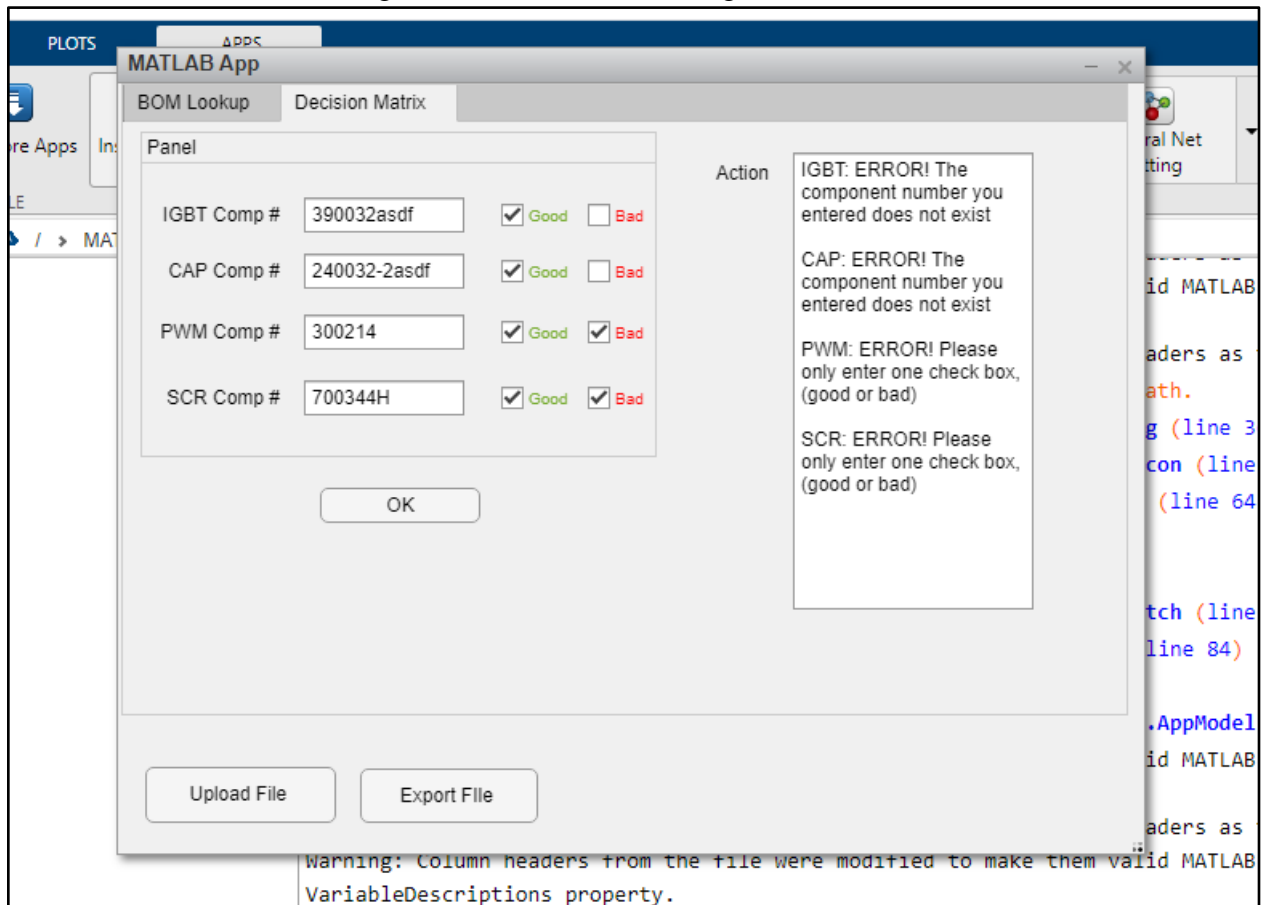 PLOTS
APPS
MATLAB App
BOM Lookup
Decision Matrix
Panel
IGBT Comp #
390032asdf
Good
Bad
CAP Comp #
240032-2asdf
Good
Bad
PWM Comp #
300214
Good
Bad
SCR Comp #
700344H
Good
Bad
OK
Action
IGBT: ERROR! The
component number you
entered does not exist
CAP: ERROR! The
component number you
entered does not exist
PWM: ERROR! Please
only enter one check box,
(good or bad)
SCR: ERROR! Please
only enter one check box,
(good or bad)
Upload File
Export FIle
re Apps
Ins
LE
/ > MAT
ral Net
tting
id MATLAB
aders as
ath.
g (line 3
con (line
(line 64
tch (line
line 84)
.AppModel
id MATLAB
aders as
Warning: Column headers from the file were modified to make them valid MATLAB
VariableDescriptions property.